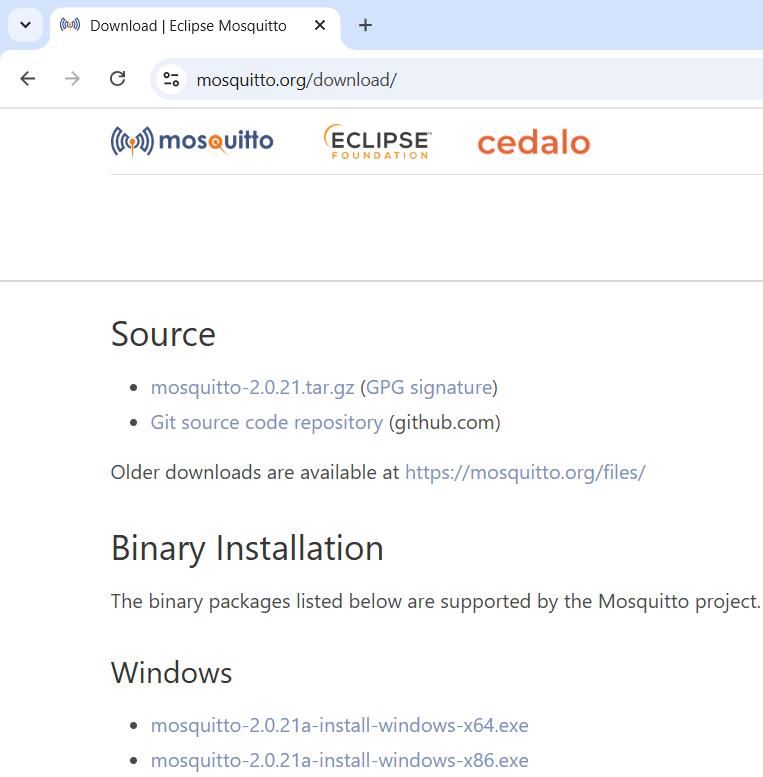 Download | Eclipse Mosquitto
mosquitto.org/download/
mosquitto ECLIPSE FOUNDATION cedalo
Source
mosquitto-2.0.21.tar.gz (GPG signature)
Git source code repository (github.com)
Older downloads are available at https://mosquitto.org/files/
Binary Installation
The binary packages listed below are supported by the Mosquitto project.
Windows
mosquitto-2.0.21a-install-windows-x64.exe
mosquitto-2.0.21a-install-windows-x86.exe